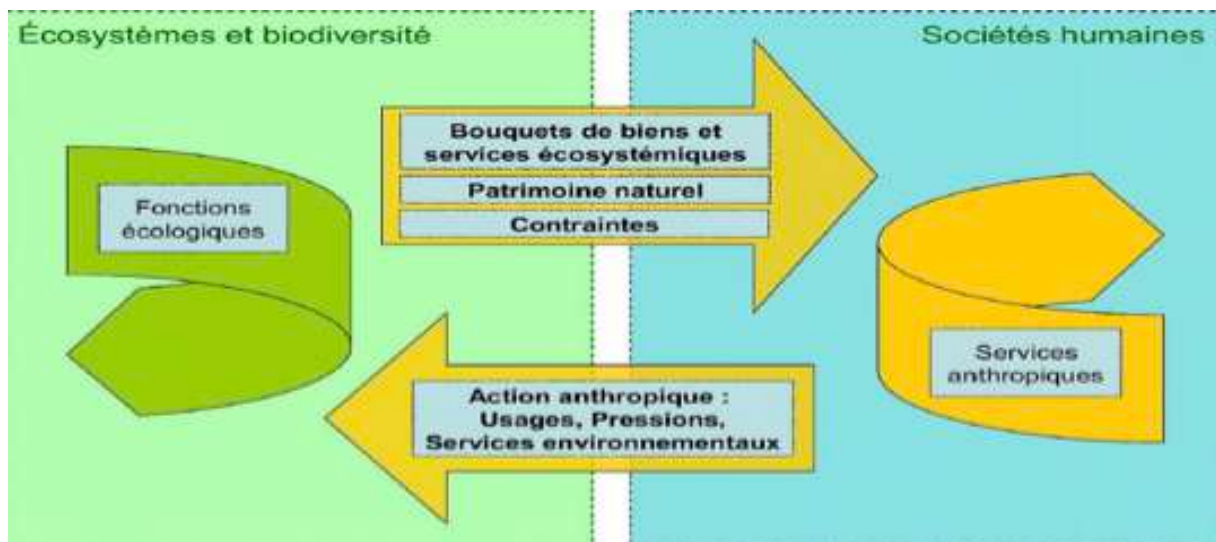 Écosystèmes et biodiversité
Sociétés humaines
Bouquets de biens et
services écosystémiques
Patrimoine naturel
Contraintes
Fonctions
écologiques
Services
anthropiques
Action anthropique :
Usages, Pressions,
Services environnementaux